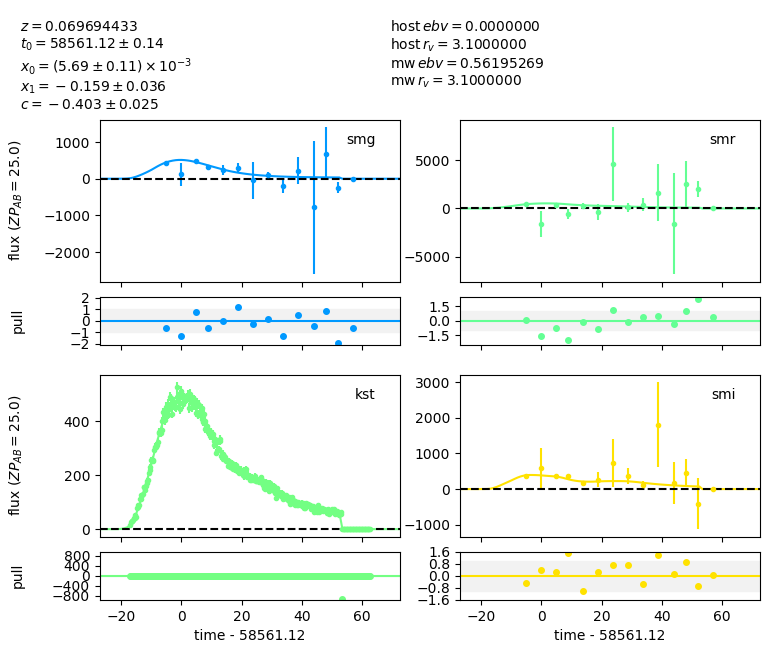 z = 0.069694433
t₀ = 58561.12 ± 0.14
x₀ = (5.69 ± 0.11) × 10⁻³
x₁ = −0.159 ± 0.036
c = −0.403 ± 0.025
host ebv = 0.0000000
host r_v = 3.1000000
mw ebv = 0.56195269
mw r_v = 3.1000000
smg
flux (ZP_AB = 25.0)
1000
0
−1000
−2000
smr
5000
0
−5000
pull
2
1
0
−1
−2
1.5
0.0
−1.5
kst
flux (ZP_AB = 25.0)
400
200
0
smi
3000
2000
1000
0
−1000
pull
800
400
0
−400
−800
−20 0 20 40 60
time - 58561.12
1.6
0.8
0.0
−0.8
−1.6
−20 0 20 40 60
time - 58561.12